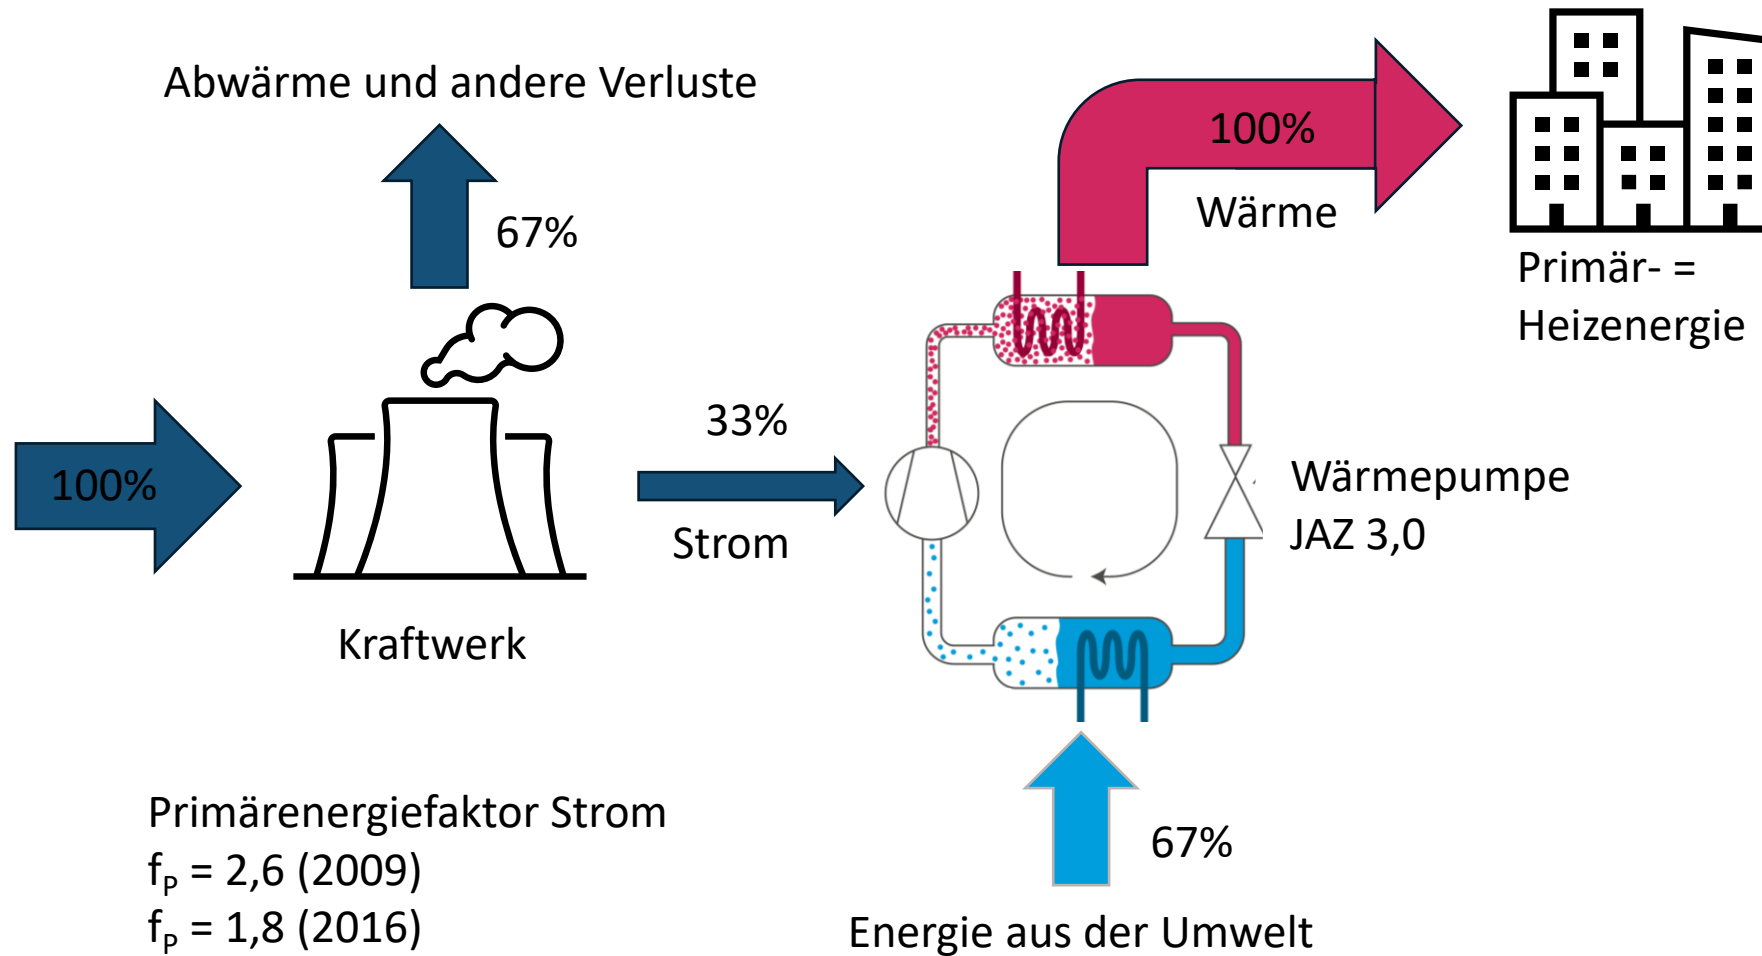 Abwärme und andere Verluste
67%
100%
Kraftwerk
33%
Strom
100%
Wärme
Primär- =
Heizenergie
Wärmepumpe
JAZ 3,0
67%
Energie aus der Umwelt
Primärenergiefaktor Strom
fₚ = 2,6 (2009)
fₚ = 1,8 (2016)